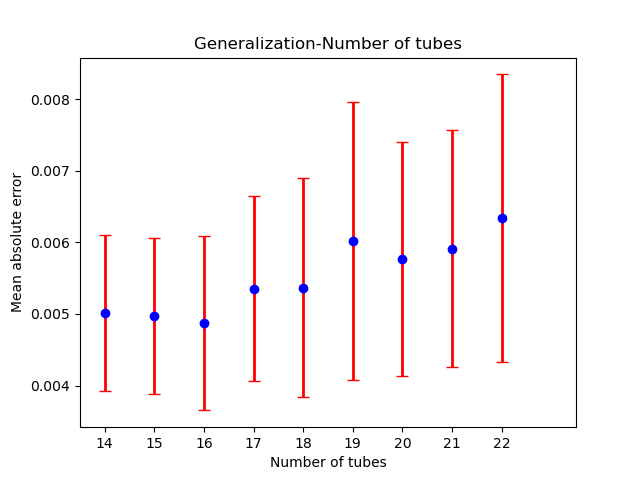 Generalization-Number of tubes
Mean absolute error
0.008
0.007
0.006
0.005
0.004
14 15 16 17 18 19 20 21 22
Number of tubes